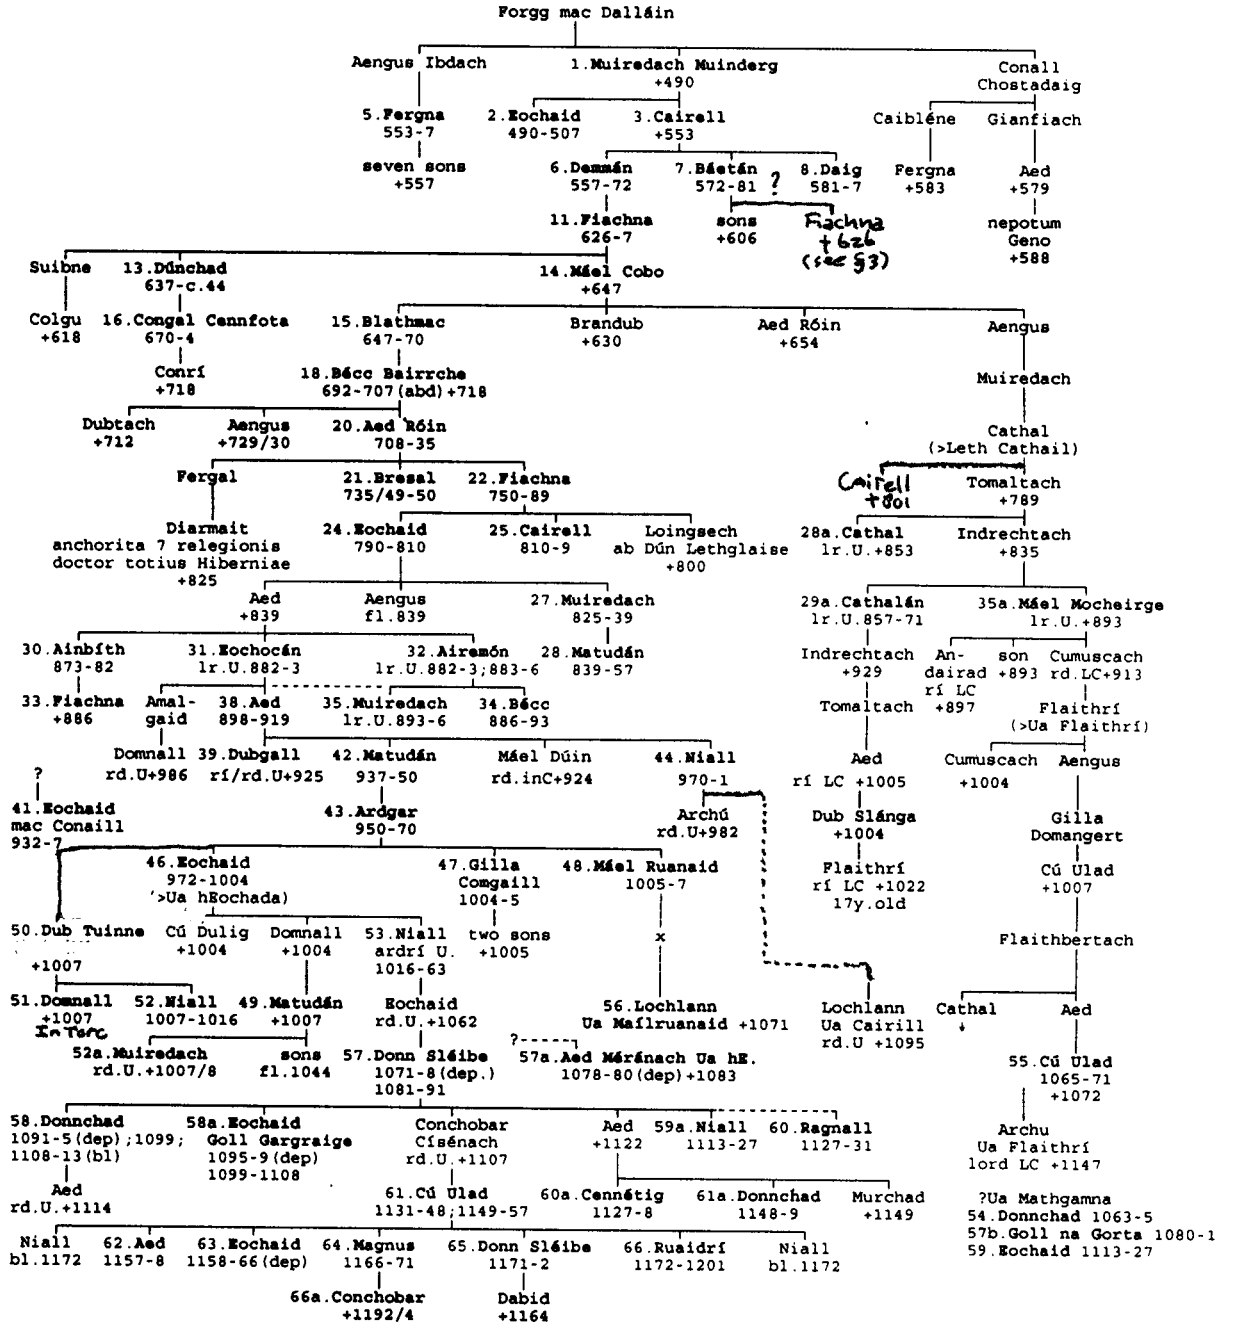 Forgg mac Dalláin
Aengus Ibdach
1.Muiredach Muinderg
+490
Conall
Chostadaig
5.Fergna
553-7
2.Eochaid
490-507
3.Cairell
+553
Caibléne
Gianfiach
seven sons
+557
6.Demmán
557-72
7.Báetán
572-81
?
8.Daig
581-7
Fergna
+583
Aed
+579
11.Fiachna
626-7
sons
+606
Fiachna
+626
(see §3)
nepotum
Geno
+588
Suibne
13.Dúnchad
637-c.44
14.Máel Cobo
+647
Colgu
+618
16.Congal Cennfota
670-4
15.Blathmac
647-70
Brandub
+630
Aed Róin
+654
Aengus
Conrí
+718
18.Bécc Bairrche
692-707(abd)+718
Muiredach
Dubtach
+712
Aengus
+729/30
20.Aed Róin
708-35
Cathal
(>Leth Cathail)
Fergal
21.Bresal
735/49-50
22.Fiachna
750-89
Cairell
+801
Tomaltach
+789
Diarmait
anchorita 7 relegionis
doctor totius Hiberniae
+825
24.Eochaid
790-810
25.Cairell
810-9
Loingsech
ab Dún Lethglaise
+800
28a.Cathal
lr.U.+853
Indrechtach
+835
Aed
+839
Aengus
fl.839
27.Muiredach
825-39
29a.Cathalán
lr.U.857-71
35a.Máel Mocheirge
lr.U.+893
30.Ainbíth
873-82
31.Eochocán
lr.U.882-3
32.Airemón
lr.U.882-3;883-6
28.Matudán
839-57
Indrechtach
+929
An-
dairad
rí LC
+897
son
+893
Cumuscach
rd.LC+913
33.Fiachna
+886
Amal-
gaid
38.Aed
898-919
35.Muiredach
lr.U.893-6
34.Bécc
886-93
Tomaltach
Flaithrí
(>Ua Flaithrí)
Domnall
rd.U+986
39.Dubgall
rí/rd.U+925
42.Matudán
937-50
Máel Dúin
rd.inC+924
44.Niall
970-1
Aed
rí LC +1005
Cumuscach
+1004
Aengus
?
41.Eochaid
mac Conaill
932-7
43.Ardgar
950-70
Archú
rd.U+982
Dub Slánga
+1004
Gilla
Domangert
46.Eochaid
972-1004
'>Ua hEochada)
47.Gilla
Comgaill
1004-5
48.Máel Ruanaid
1005-7
Flaithrí
rí LC +1022
17y.old
Cú Ulad
+1007
50.Dub Tuinne
+1007
Cú Dulig
+1004
Domnall
+1004
53.Niall
ardrí U.
1016-63
two sons
+1005
x
Flaithbertach
51.Domnall
+1007
In Torc
52.Niall
1007-1016
49.Matudán
+1007
Eochaid
rd.U.+1062
56.Lochlann
Ua Maílruanaid +1071
Lochlann
Ua Cairill
rd.U +1095
Cathal
Aed
52a.Muiredach
rd.U.+1007/8
sons
fl.1044
57.Donn Sléibe
1071-8(dep.)
1081-91
?-----
57a.Aed Méránach Ua hE.
1078-80(dep)+1083
55.Cú Ulad
1065-71
+1072
58.Donnchad
1091-5(dep);1099;
1108-13(bl)
58a.Eochaid
Goll Gargraige
1095-9(dep)
1099-1108
Conchobar
Císénach
rd.U.+1107
Aed
+1122
59a.Niall
1113-27
60.Ragnall
1127-31
Archu
Ua Flaithrí
lord LC +1147
Aed
rd.U.+1114
61.Cú Ulad
1131-48;1149-57
60a.Cennétig
1127-8
61a.Donnchad
1148-9
Murchad
+1149
?Ua Mathgamna
54.Donnchad 1063-5
57b.Goll na Gorta 1080-1
59.Eochaid 1113-27
Niall
bl.1172
62.Aed
1157-8
63.Eochaid
1158-66(dep)
64.Magnus
1166-71
65.Donn Sléibe
1171-2
66.Ruaidrí
1172-1201
Niall
bl.1172
66a.Conchobar
+1192/4
Dabid
+1164